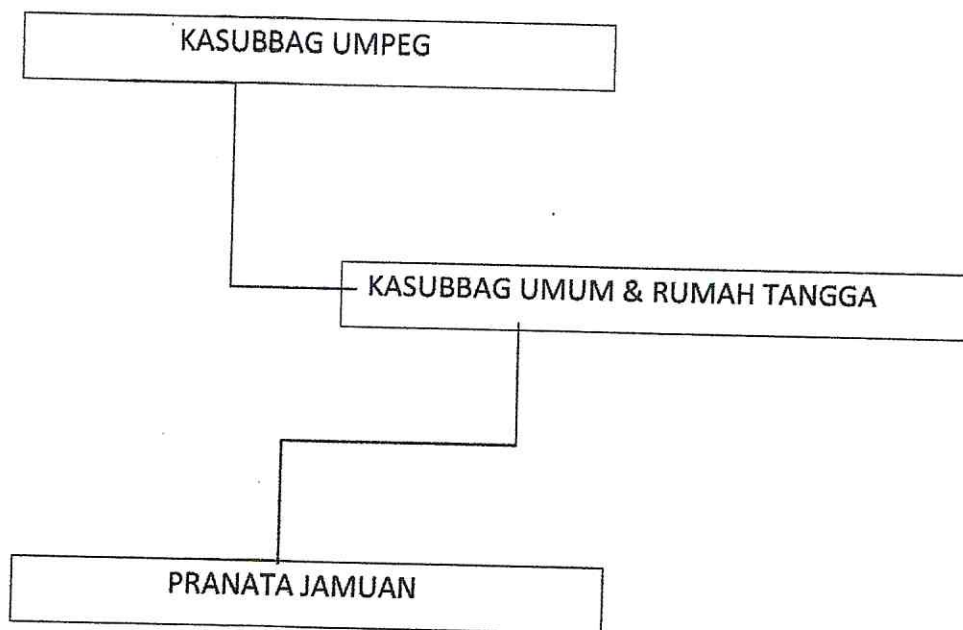 KASUBBAG UMPEG
KASUBBAG UMUM & RUMAH TANGGA
PRANATA JAMUAN